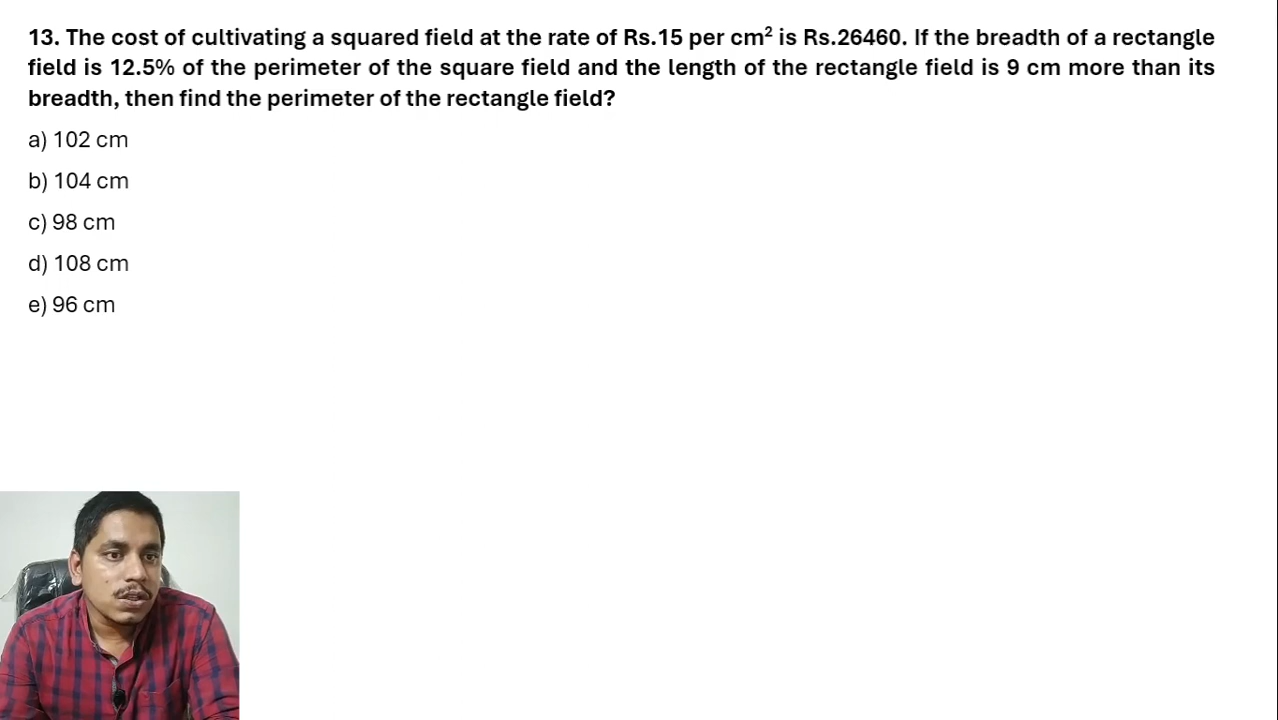 13. The cost of cultivating a squared field at the rate of Rs.15 per cm² is Rs.26460. If the breadth of a rectangle
field is 12.5% of the perimeter of the square field and the length of the rectangle field is 9 cm more than its
breadth, then find the perimeter of the rectangle field?
a) 102 cm
b) 104 cm
c) 98 cm
d) 108 cm
e) 96 cm